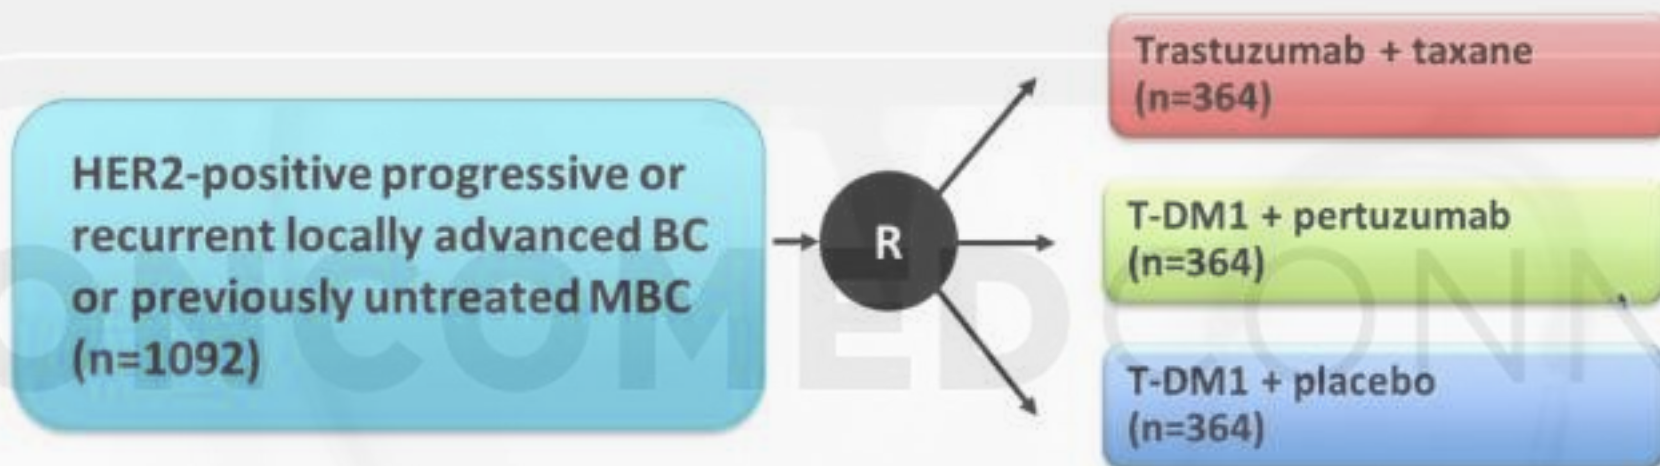 HER2-positive progressive or
recurrent locally advanced BC
or previously untreated MBC
(n=1092)
R
Trastuzumab + taxane
(n=364)
T-DM1 + pertuzumab
(n=364)
T-DM1 + placebo
(n=364)
ONCOMEDCONN